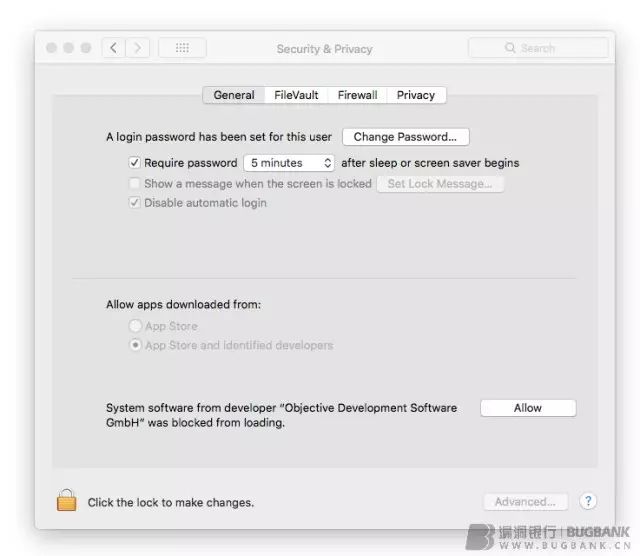 Security & Privacy
Search
General FileVault Firewall Privacy
A login password has been set for this user Change Password...
Require password 5 minutes after sleep or screen saver begins
Show a message when the screen is locked Set Lock Message...
Disable automatic login
Allow apps downloaded from:
App Store
App Store and identified developers
System software from developer “Objective Development Software
GmbH” was blocked from loading.
Allow
Click the lock to make changes.
Advanced... ?
漏洞银行 | BUGBANK
WWW.BUGBANK.CN